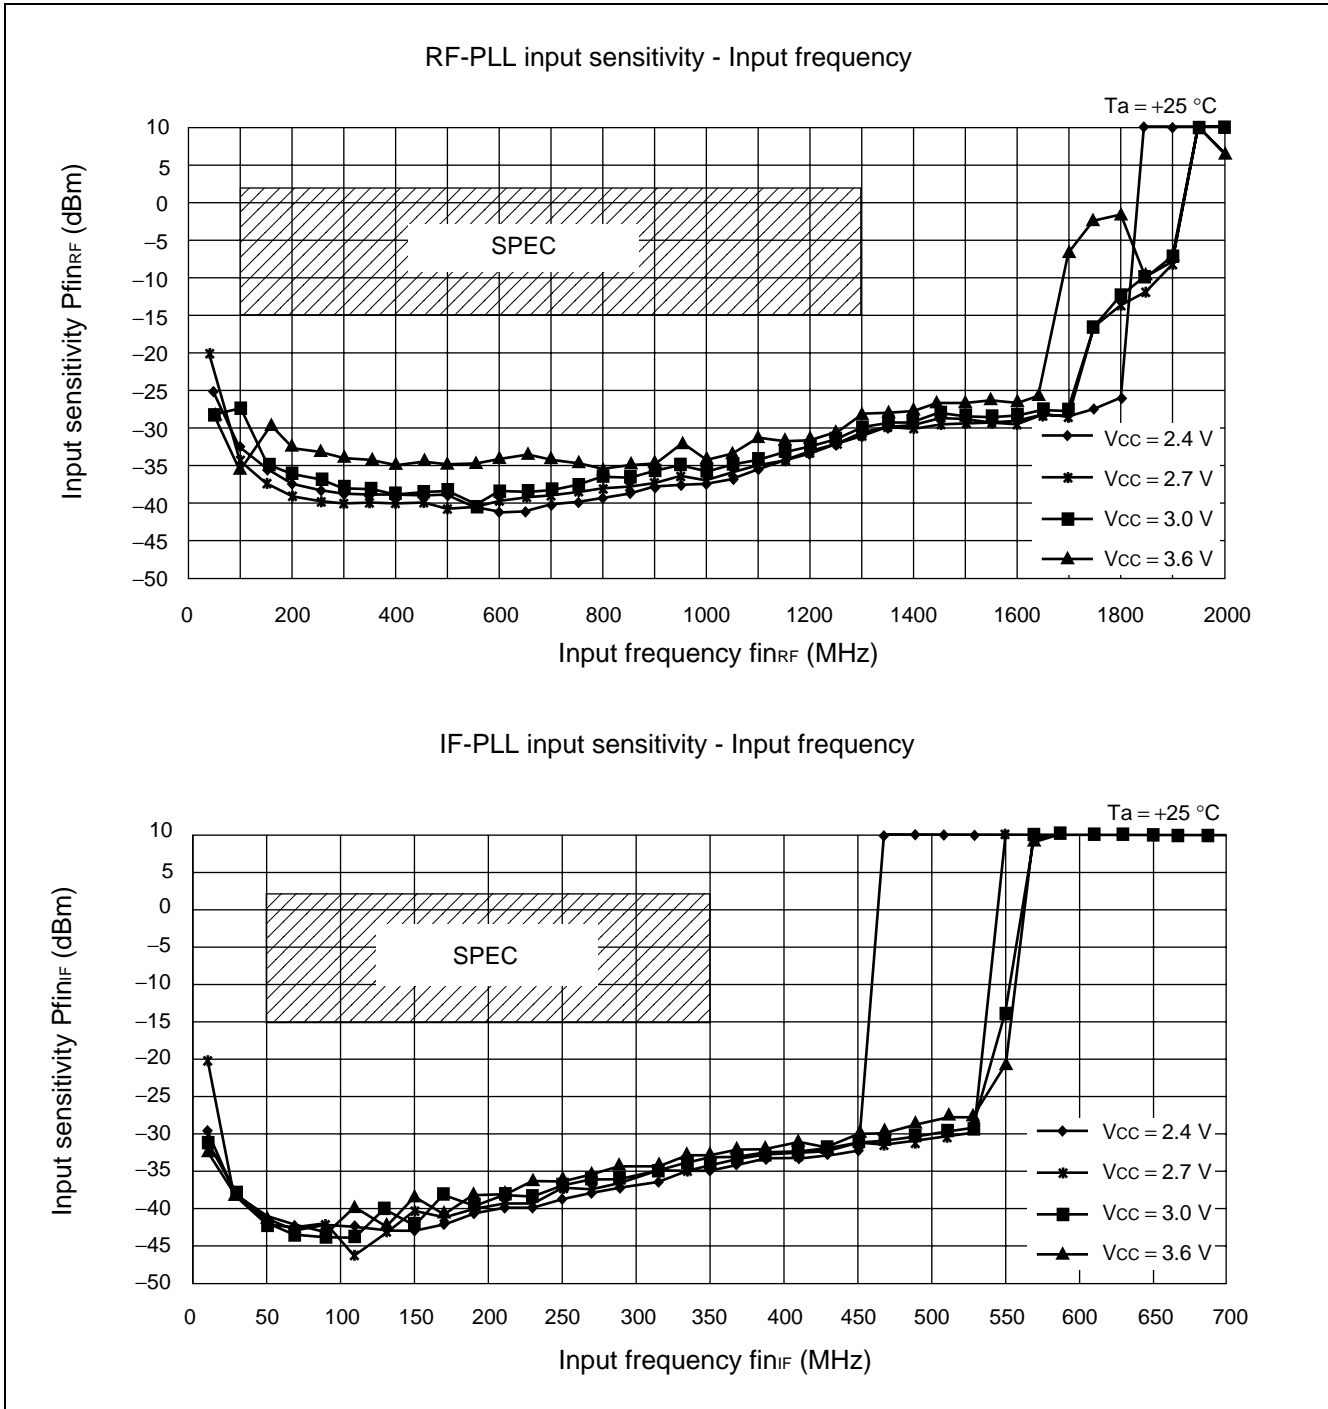 RF-PLL input sensitivity - Input frequency
Ta = +25 °C
Input sensitivity PfinRF (dBm)
10
5
0
−5
−10
−15
−20
−25
−30
−35
−40
−45
−50
SPEC
VCC = 2.4 V
VCC = 2.7 V
VCC = 3.0 V
VCC = 3.6 V
0 200 400 600 800 1000 1200 1400 1600 1800 2000
Input frequency finRF (MHz)
IF-PLL input sensitivity - Input frequency
Ta = +25 °C
Input sensitivity PfinIF (dBm)
10
5
0
−5
−10
−15
−20
−25
−30
−35
−40
−45
−50
SPEC
VCC = 2.4 V
VCC = 2.7 V
VCC = 3.0 V
VCC = 3.6 V
0 50 100 150 200 250 300 350 400 450 500 550 600 650 700
Input frequency finIF (MHz)